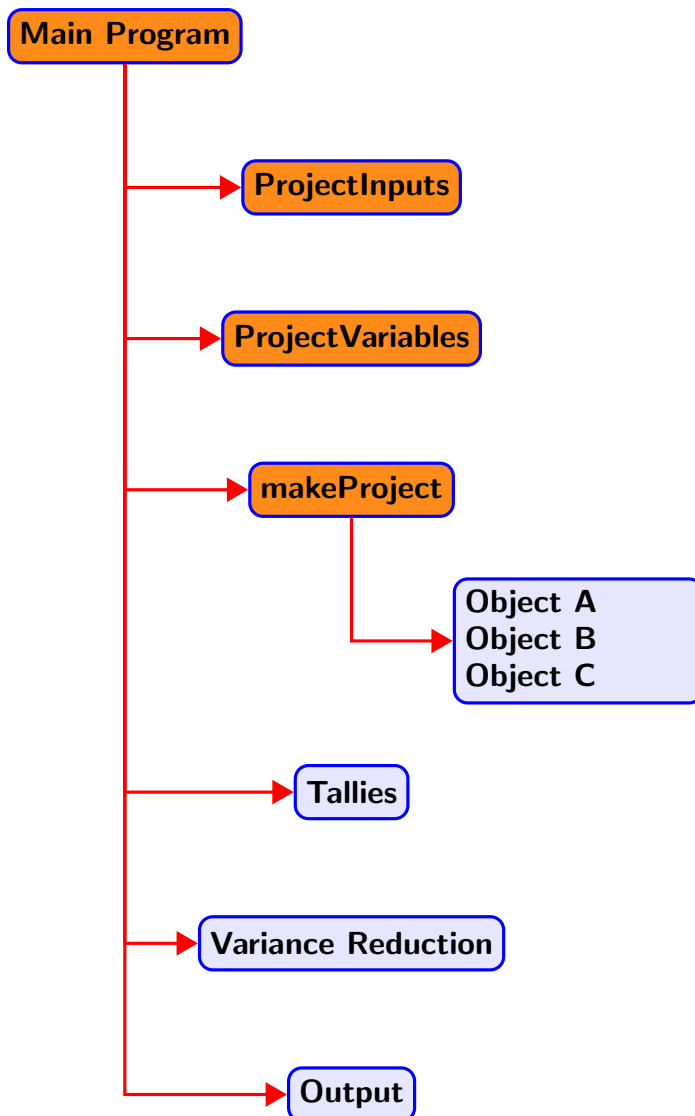 Main Program
ProjectInputs
ProjectVariables
makeProject
Object A
Object B
Object C
Tallies
Variance Reduction
Output